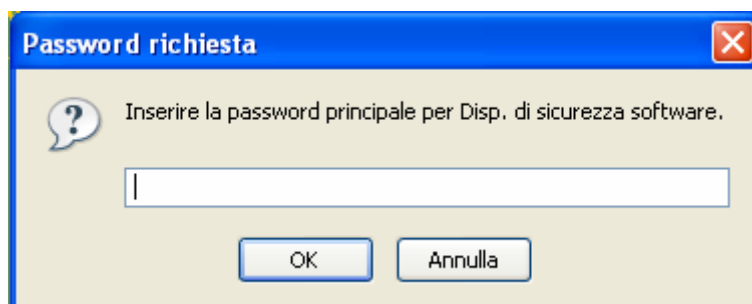 Password richiesta
Inserire la password principale per Disp. di sicurezza software.
OK
Annulla